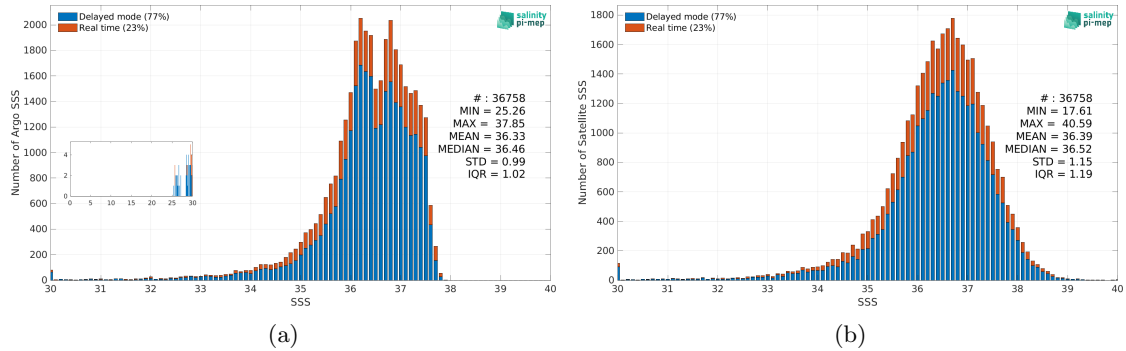 Delayed mode (77%)
Real time (23%)
salinity
pi-mep
2000
1800
1600
1400
1200
1000
800
600
400
200
0
Number of Argo SSS
# : 36758
MIN = 25.26
MAX = 37.85
MEAN = 36.33
MEDIAN = 36.46
STD = 0.99
IQR = 1.02
4
2
0
0 5 10 15 20 25 30
30 31 32 33 34 35 36 37 38 39 40
SSS
(a)
Delayed mode (77%)
Real time (23%)
salinity
pi-mep
1800
1600
1400
1200
1000
800
600
400
200
0
Number of Satellite SSS
# : 36758
MIN = 17.61
MAX = 40.59
MEAN = 36.39
MEDIAN = 36.52
STD = 1.15
IQR = 1.19
30 31 32 33 34 35 36 37 38 39 40
SSS
(b)